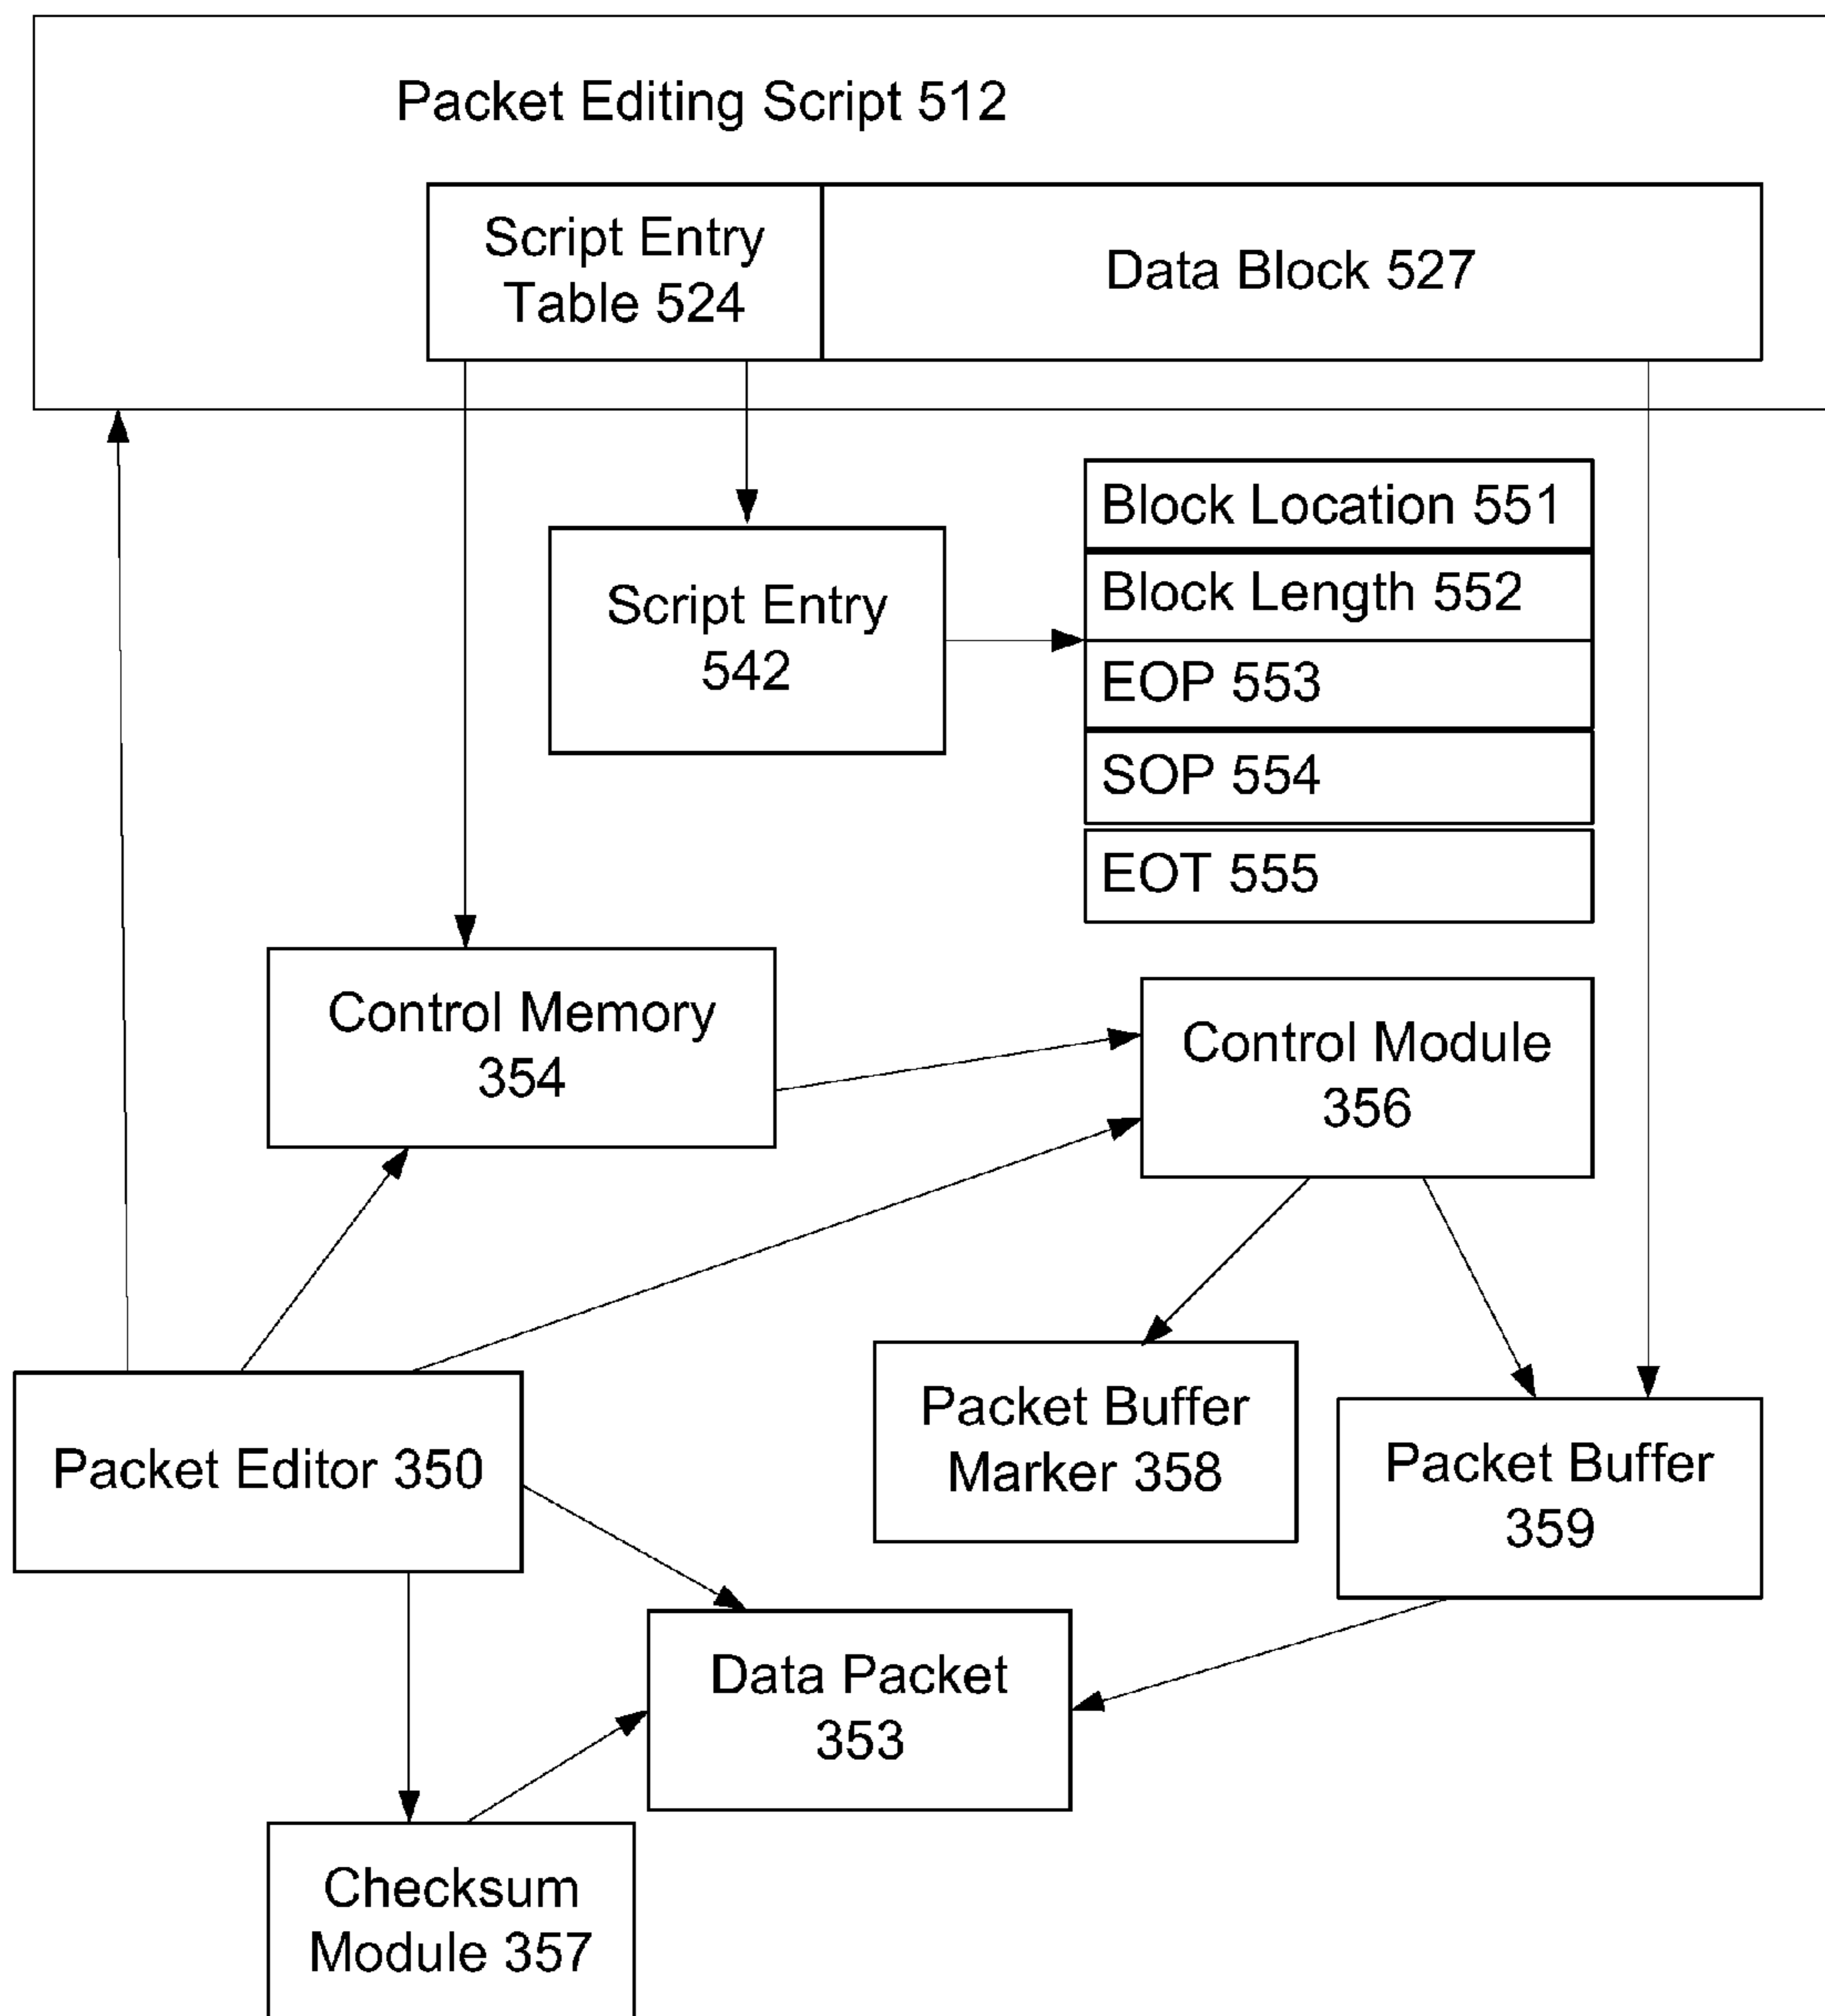 Packet Editing Script 512
Script Entry
Table 524
Data Block 527
Block Location 551
Block Length 552
EOP 553
SOP 554
EOT 555
Script Entry
542
Control Memory
354
Control Module
356
Packet Buffer
Marker 358
Packet Buffer
359
Packet Editor 350
Data Packet
353
Checksum
Module 357